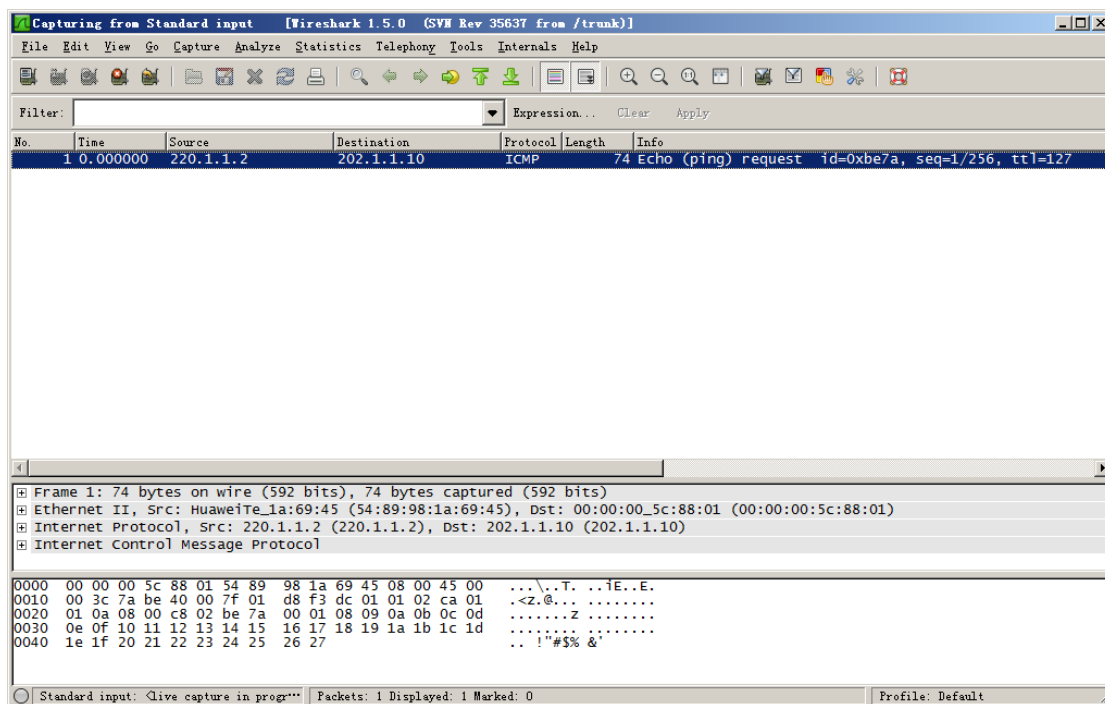 Capturing from Standard input [Wireshark 1.5.0 (SVN Rev 35637 from /trunk)]
File Edit View Go Capture Analyze Statistics Telephony Tools Internals Help
Filter: Expression... Clear Apply
No. Time Source Destination Protocol Length Info
1 0.000000 220.1.1.2 202.1.1.10 ICMP 74 Echo (ping) request id=0xbe7a, seq=1/256, ttl=127
Frame 1: 74 bytes on wire (592 bits), 74 bytes captured (592 bits)
Ethernet II, Src: HuaweiTe_1a:69:45 (54:89:98:1a:69:45), Dst: 00:00:00_5c:88:01 (00:00:00:5c:88:01)
Internet Protocol, Src: 220.1.1.2 (220.1.1.2), Dst: 202.1.1.10 (202.1.1.10)
Internet Control Message Protocol
0000 00 00 00 5c 88 01 54 89 98 1a 69 45 08 00 45 00 ...\..T. ..iE..E.
0010 00 3c 7a be 40 00 7f 01 d8 f3 dc 01 01 02 ca 01 .<z.@... ........
0020 01 0a 08 00 c8 02 be 7a 00 01 08 09 0a 0b 0c 0d .......z ........
0030 0e 0f 10 11 12 13 14 15 16 17 18 19 1a 1b 1c 1d ........ ........
0040 1e 1f 20 21 22 23 24 25 26 27 .. !"#$% &'
Standard input: <live capture in progr... Packets: 1 Displayed: 1 Marked: 0 Profile: Default